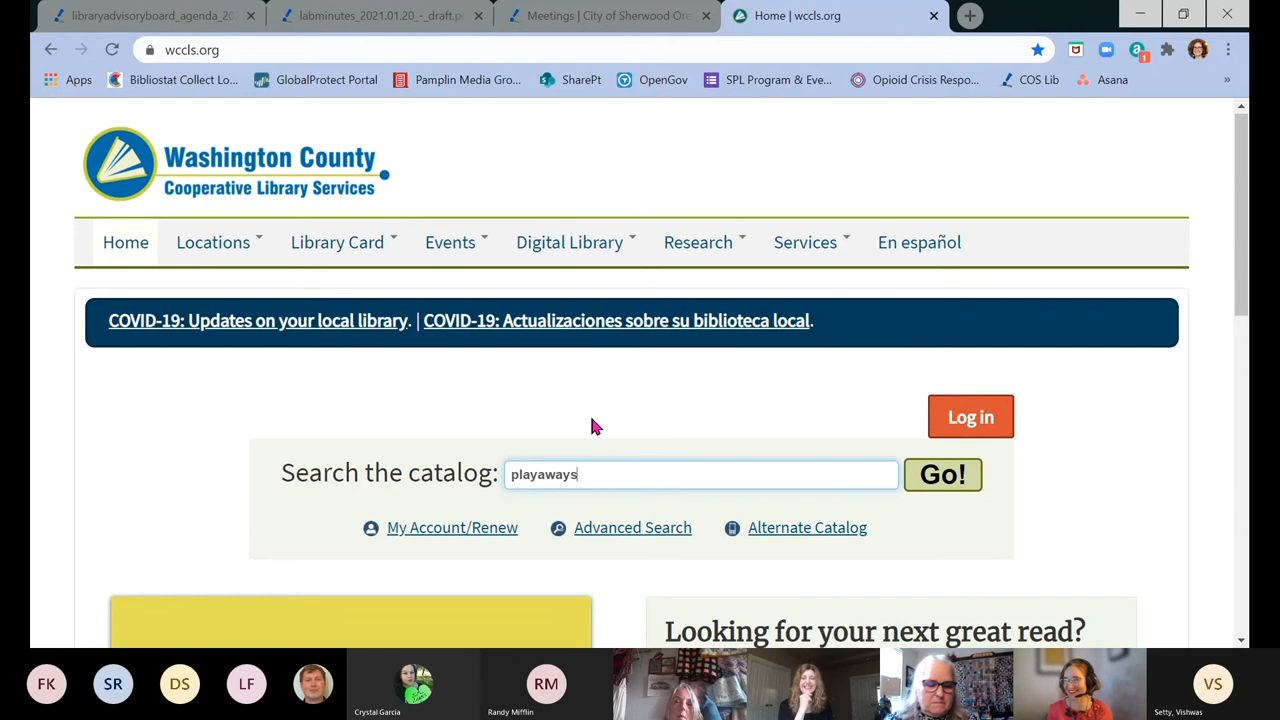 libraryadvisoryboard_agenda_202
labminutes_2021.01.20_-_draft.p
Meetings | City of Sherwood Ore
Home | wccls.org
wccls.org
1
Apps
Bibliostat Collect Lo...
GlobalProtect Portal
Pamplin Media Gro...
SharePt
OpenGov
SPL Program & Eve...
Opioid Crisis Respo...
COS Lib
Asana
»
Washington County
Cooperative Library Services
Home
Locations
Library Card
Events
Digital Library
Research
Services
En español
COVID-19: Updates on your local library. | COVID-19: Actualizaciones sobre su biblioteca local.
Log in
Search the catalog: playaways Go!
My Account/Renew
Advanced Search
Alternate Catalog
Looking for your next great read?
FK
SR
DS
LF
Crystal Garcia
RM
Randy Mifflin
VS
Setty, Vishwas